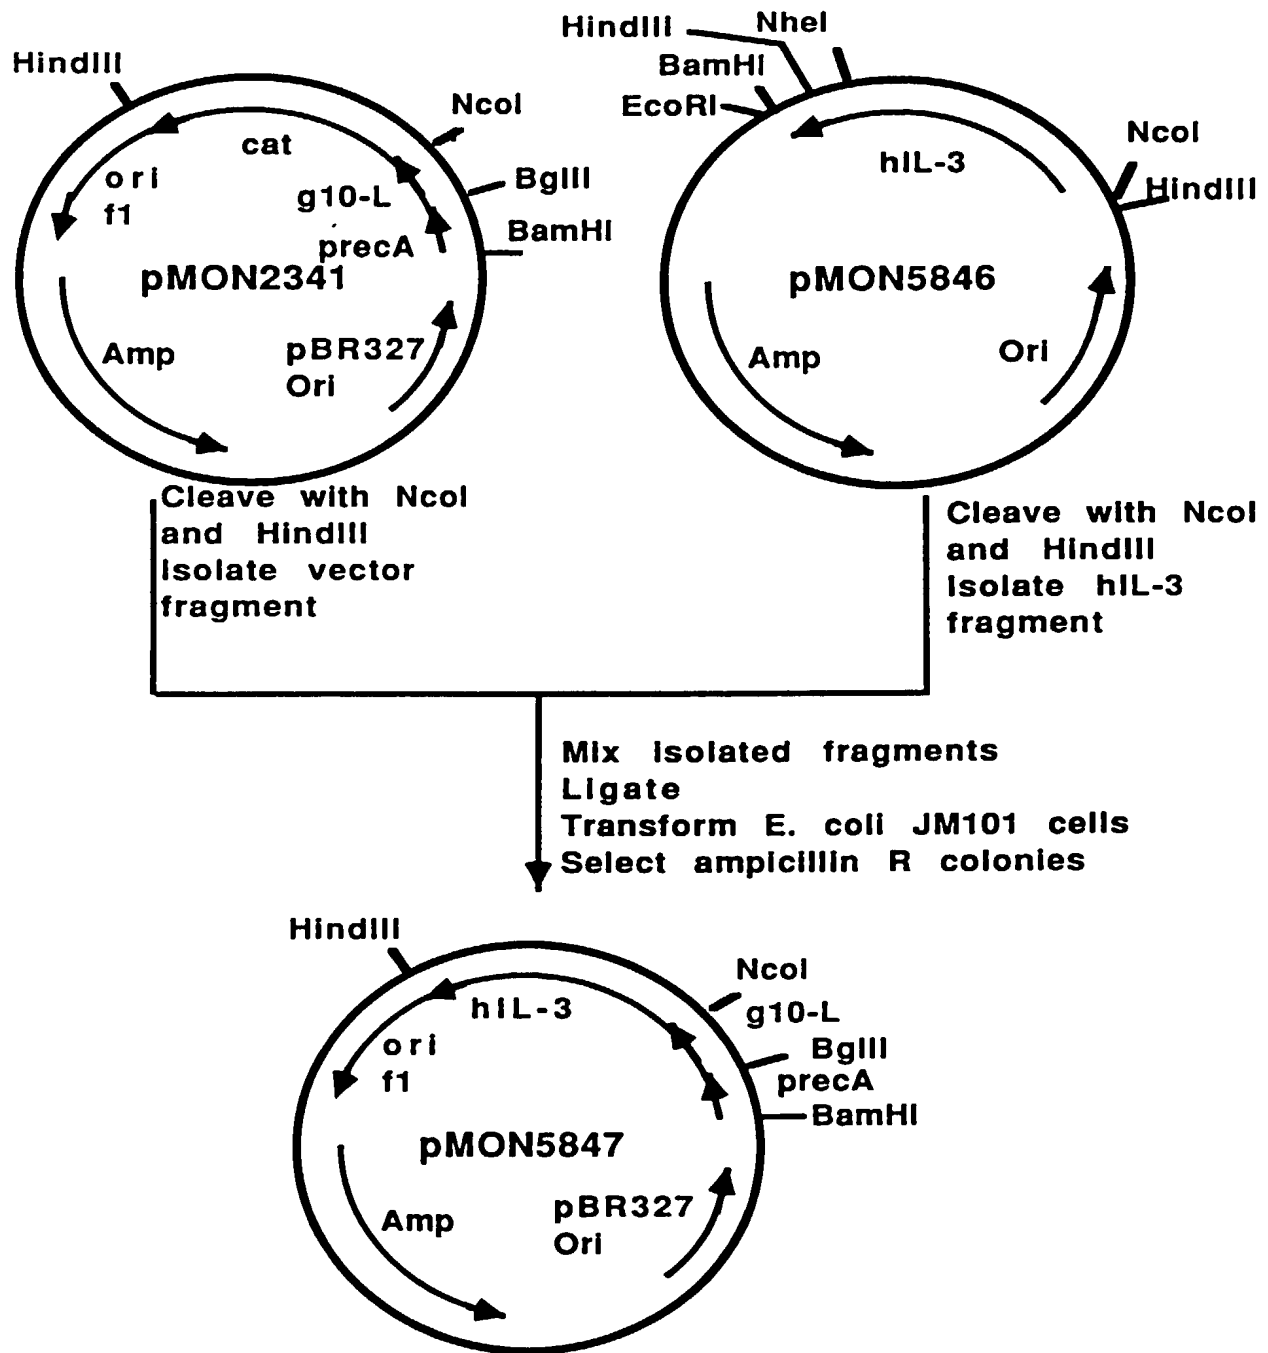 HindIII
NcoI
cat
BglII
ori
f1
g10-L
precA
BamHI
pMON2341
Amp
pBR327
Ori
HindIII
NheI
BamHI
EcoRI
hIL-3
NcoI
HindIII
pMON5846
Amp
Ori
Cleave with NcoI
and HindIII
Isolate vector
fragment
Cleave with NcoI
and HindIII
Isolate hIL-3
fragment
Mix isolated fragments
Ligate
Transform E. coli JM101 cells
Select ampicillin R colonies
HindIII
NcoI
hIL-3
g10-L
ori
f1
BglII
precA
BamHI
pMON5847
Amp
pBR327
Ori